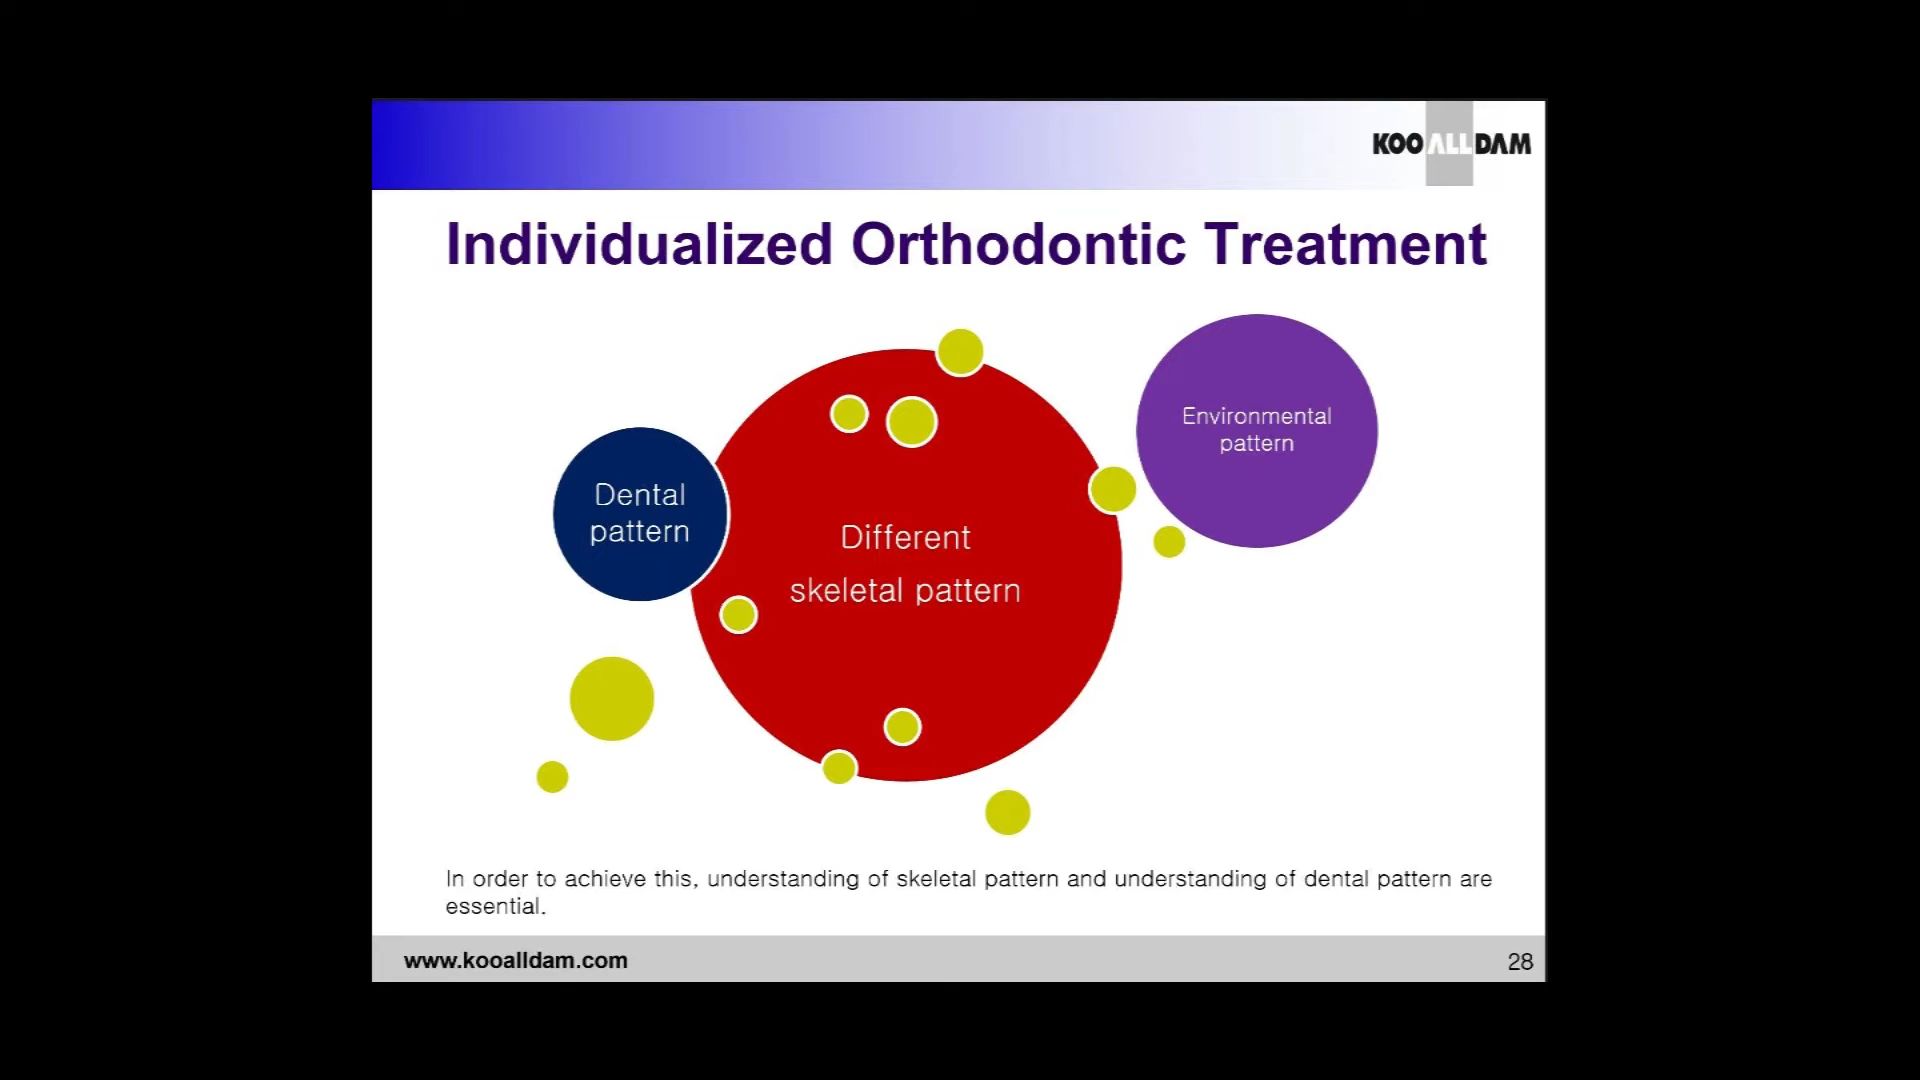 KOO ALL DAM
Individualized Orthodontic Treatment
Environmental
pattern
Dental
pattern
Different
skeletal pattern
In order to achieve this, understanding of skeletal pattern and understanding of dental pattern are
essential.
www.kooalldam.com
28